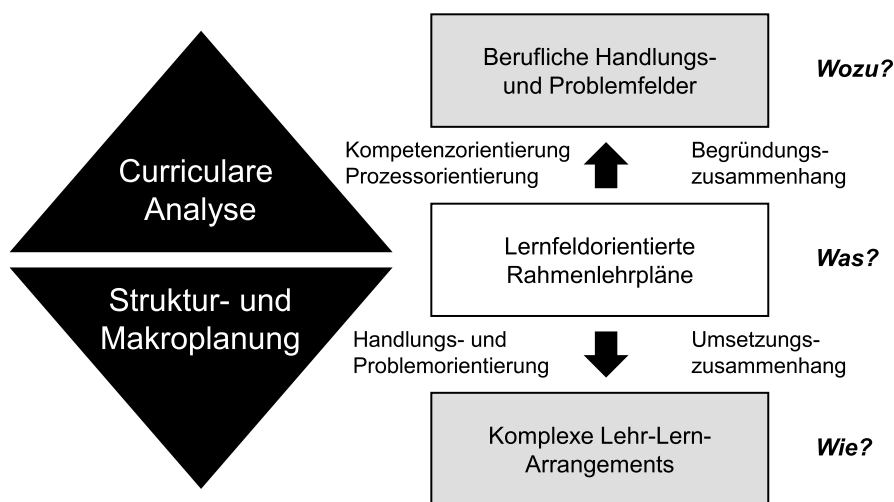 Curriculare
Analyse
Struktur- und
Makroplanung
Berufliche Handlungs-
und Problemfelder
Wozu?
Kompetenzorientierung
Prozessorientierung
Begründungs-
zusammenhang
Lernfeldorientierte
Rahmenlehrpläne
Was?
Handlungs- und
Problemorientierung
Umsetzungs-
zusammenhang
Komplexe Lehr-Lern-
Arrangements
Wie?